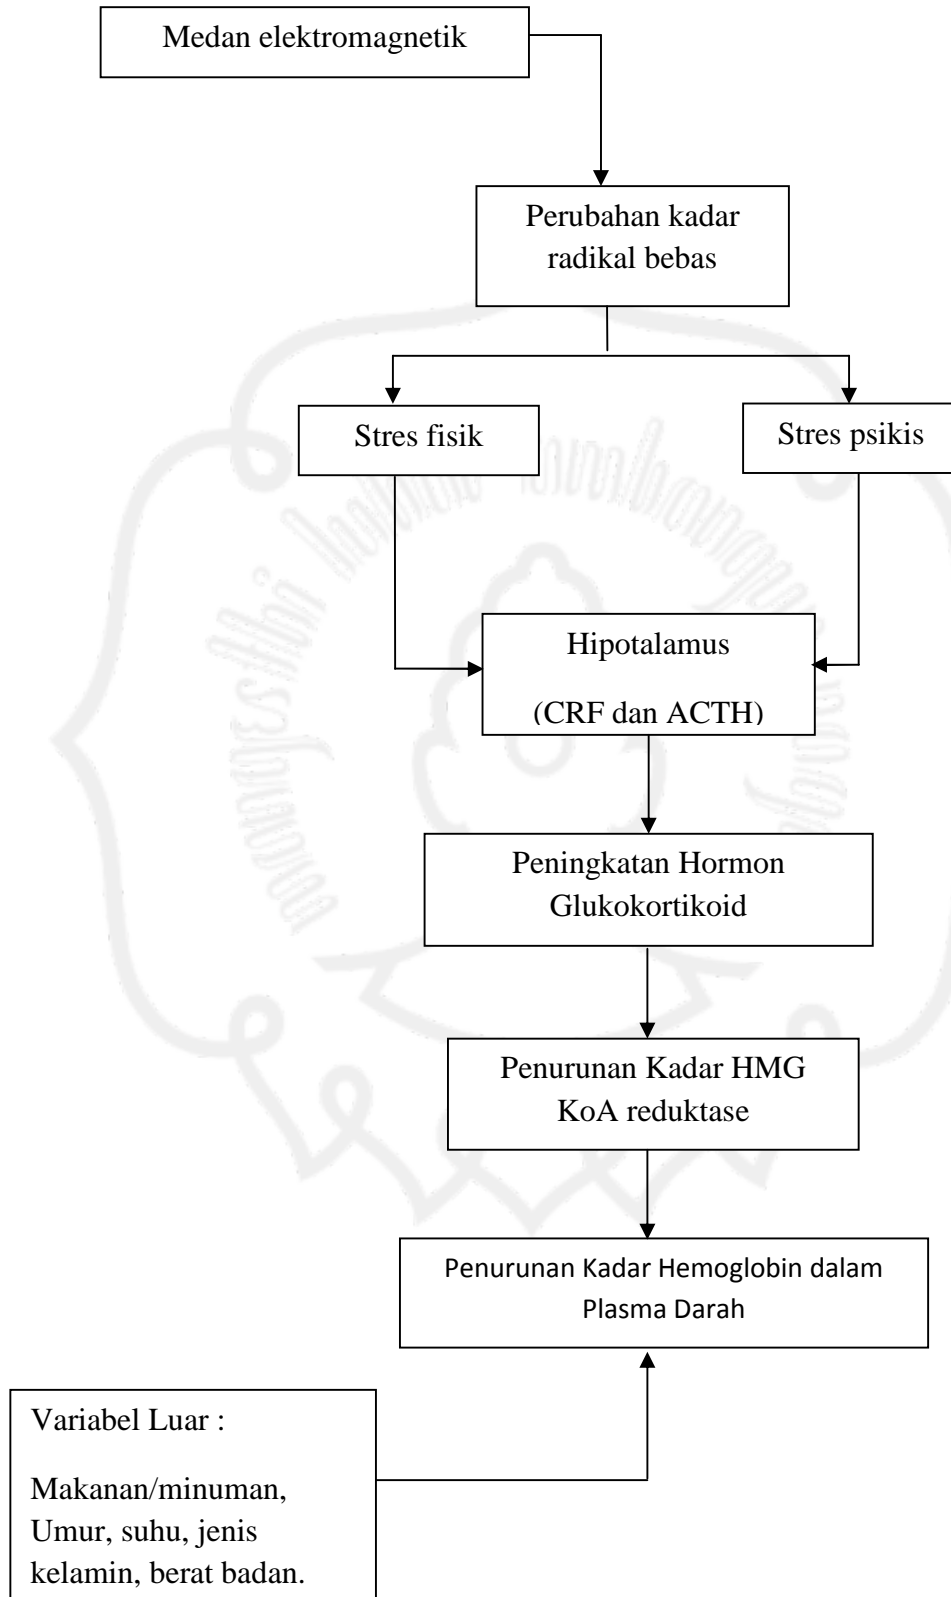 Medan elektromagnetik
Perubahan kadar
radikal bebas
Stres fisik
Stres psikis
Hipotalamus
(CRF dan ACTH)
Peningkatan Hormon
Glukokortikoid
Penurunan Kadar HMG
KoA reduktase
Penurunan Kadar Hemoglobin dalam
Plasma Darah
Variabel Luar :
Makanan/minuman,
Umur, suhu, jenis
kelamin, berat badan.